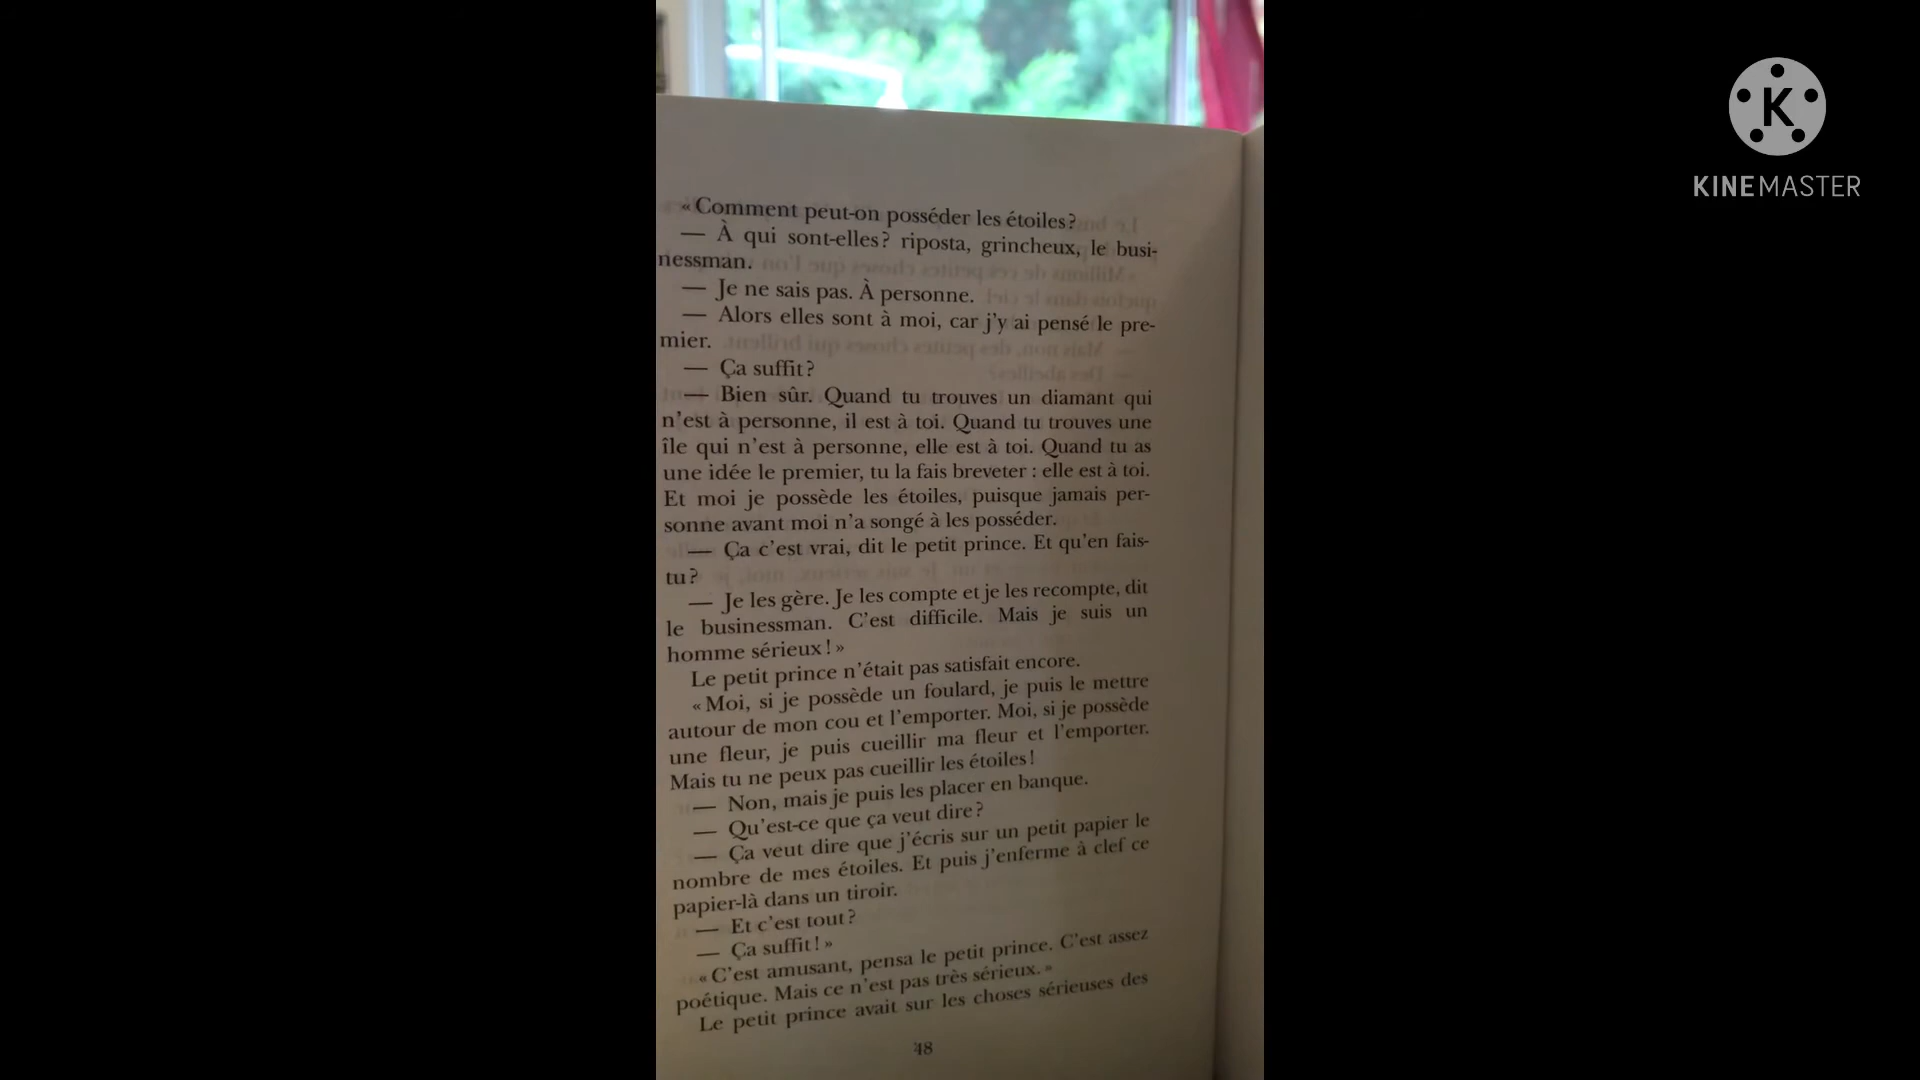 «Comment peut-on posséder les étoiles?
— À qui sont-elles? riposta, grincheux, le busi-
nessman.
— Je ne sais pas. À personne.
— Alors elles sont à moi, car j'y ai pensé le pre-
mier.
— Ça suffit?
— Bien sûr. Quand tu trouves un diamant qui
n'est à personne, il est à toi. Quand tu trouves une
île qui n'est à personne, elle est à toi. Quand tu as
une idée le premier, tu la fais breveter : elle est à toi.
Et moi je possède les étoiles, puisque jamais per-
sonne avant moi n'a songé à les posséder.
— Ça c'est vrai, dit le petit prince. Et qu'en fais-
tu?
— Je les gère. Je les compte et je les recompte, dit
le businessman. C'est difficile. Mais je suis un
homme sérieux!»
Le petit prince n'était pas satisfait encore.
«Moi, si je possède un foulard, je puis le mettre
autour de mon cou et l'emporter. Moi, si je possède
une fleur, je puis cueillir ma fleur et l'emporter.
Mais tu ne peux pas cueillir les étoiles!
— Non, mais je puis les placer en banque.
— Qu'est-ce que ça veut dire?
— Ça veut dire que j'écris sur un petit papier le
nombre de mes étoiles. Et puis j'enferme à clef ce
papier-là dans un tiroir.
— Et c'est tout?
— Ça suffit!»
«C'est amusant, pensa le petit prince. C'est assez
poétique. Mais ce n'est pas très sérieux.»
Le petit prince avait sur les choses sérieuses des
48
K
KINEMASTER